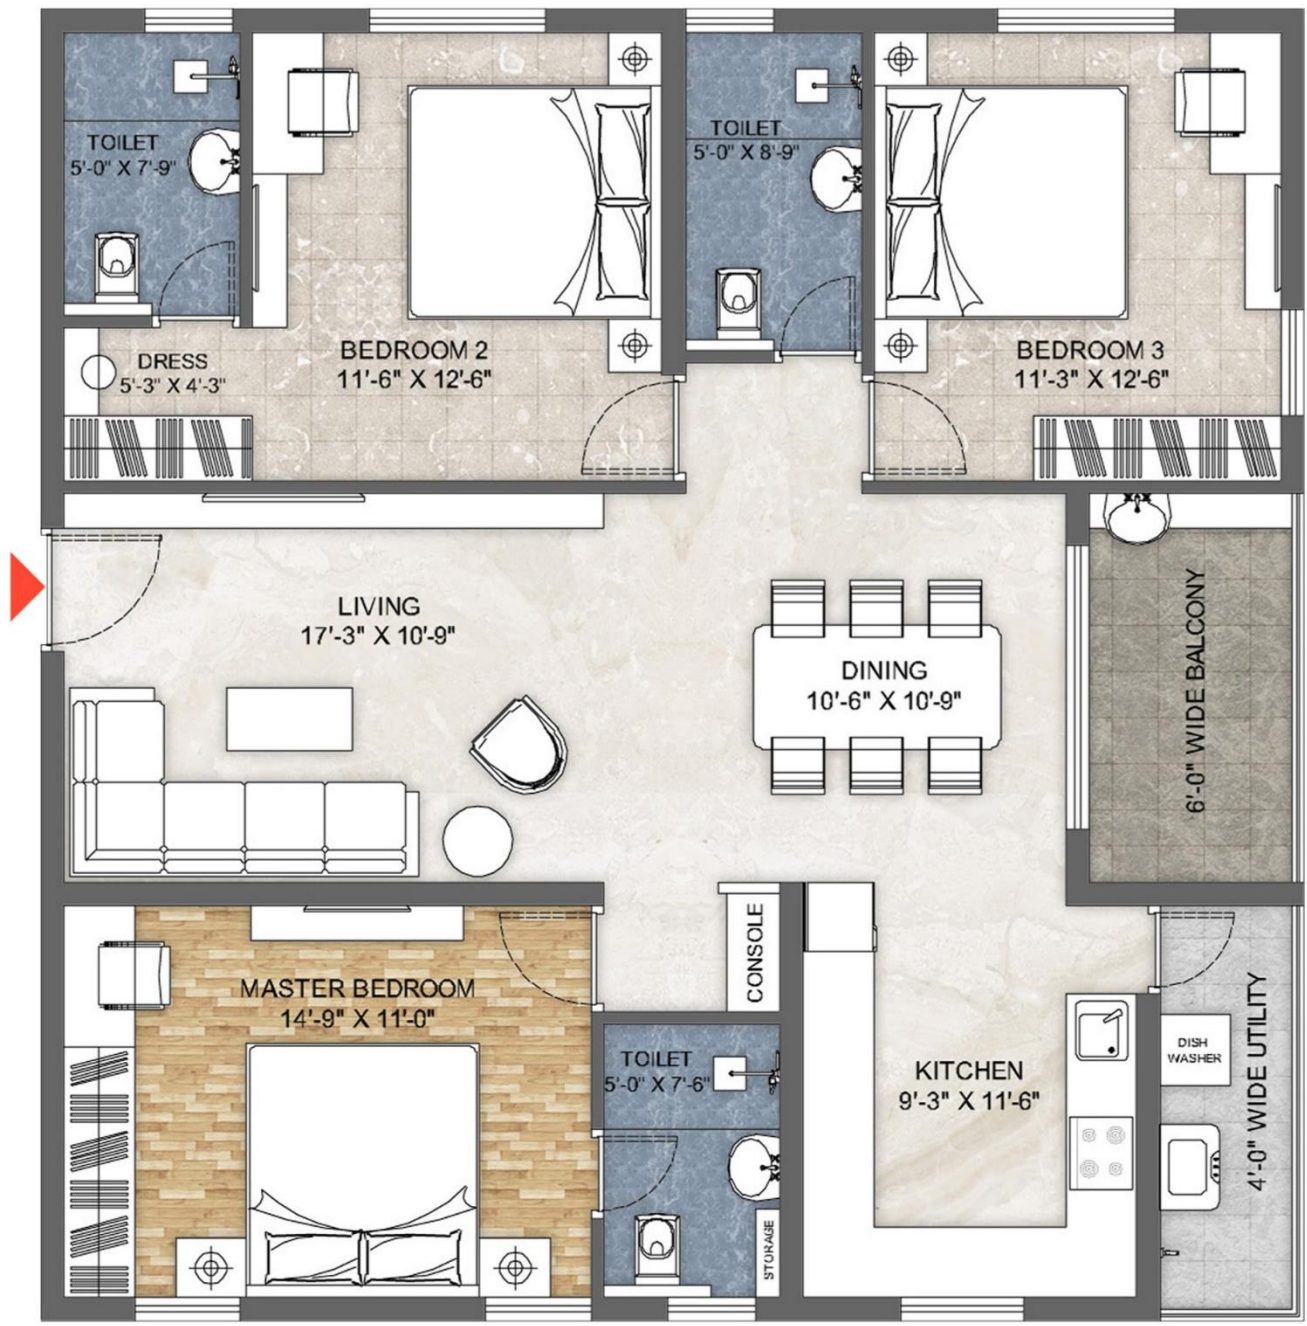 TOILET
5'-0" X 7'-9"
TOILET
5'-0" X 8'-9"
DRESS
5'-3" X 4'-3"
BEDROOM 2
11'-6" X 12'-6"
BEDROOM 3
11'-3" X 12'-6"
LIVING
17'-3" X 10'-9"
DINING
10'-6" X 10'-9"
6'-0" WIDE BALCONY
MASTER BEDROOM
14'-9" X 11'-0"
CONSOLE
TOILET
5'-0" X 7'-6"
STORAGE
KITCHEN
9'-3" X 11'-6"
DISH
WASHER
4'-0" WIDE UTILITY